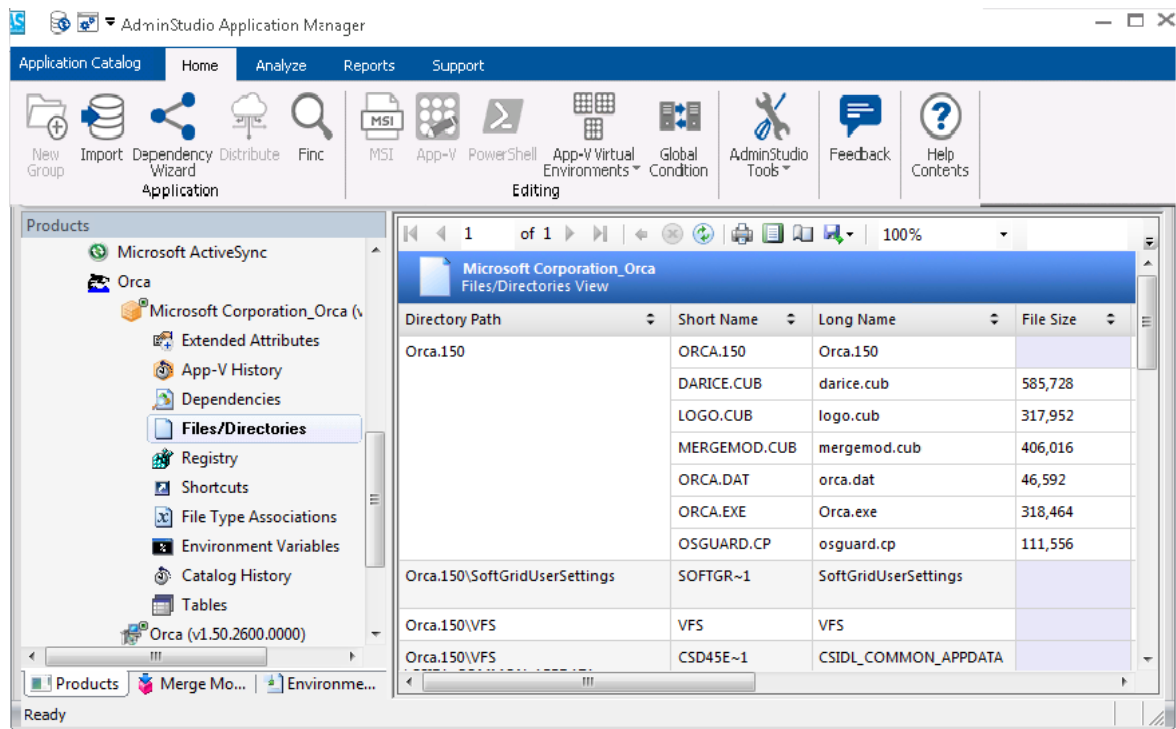 AS AdminStudio Application Manager
Application Catalog Home Analyze Reports Support
MSI
New Group Import Dependency Wizard Distribute Finc MSI App-V PowerShell App-V Virtual Environments Global Condition AdminStudio Tools Feedback Help Contents
Application Editing
Products
Microsoft ActiveSync
Orca
Microsoft Corporation_Orca (v
Extended Attributes
App-V History
Dependencies
Files/Directories
Registry
Shortcuts
File Type Associations
Environment Variables
Catalog History
Tables
Orca (v1.50.2600.0000)
Products Merge Mo... Environme...
1 of 1 100%
Microsoft Corporation_Orca
Files/Directories View
Directory Path Short Name Long Name File Size
Orca.150 ORCA.150 Orca.150
DARICE.CUB darice.cub 585,728
LOGO.CUB logo.cub 317,952
MERGEMOD.CUB mergemod.cub 406,016
ORCA.DAT orca.dat 46,592
ORCA.EXE Orca.exe 318,464
OSGUARD.CP osguard.cp 111,556
Orca.150\SoftGridUserSettings SOFTGR~1 SoftGridUserSettings
Orca.150\VFS VFS VFS
Orca.150\VFS CSD45E~1 CSIDL_COMMON_APPDATA
Ready